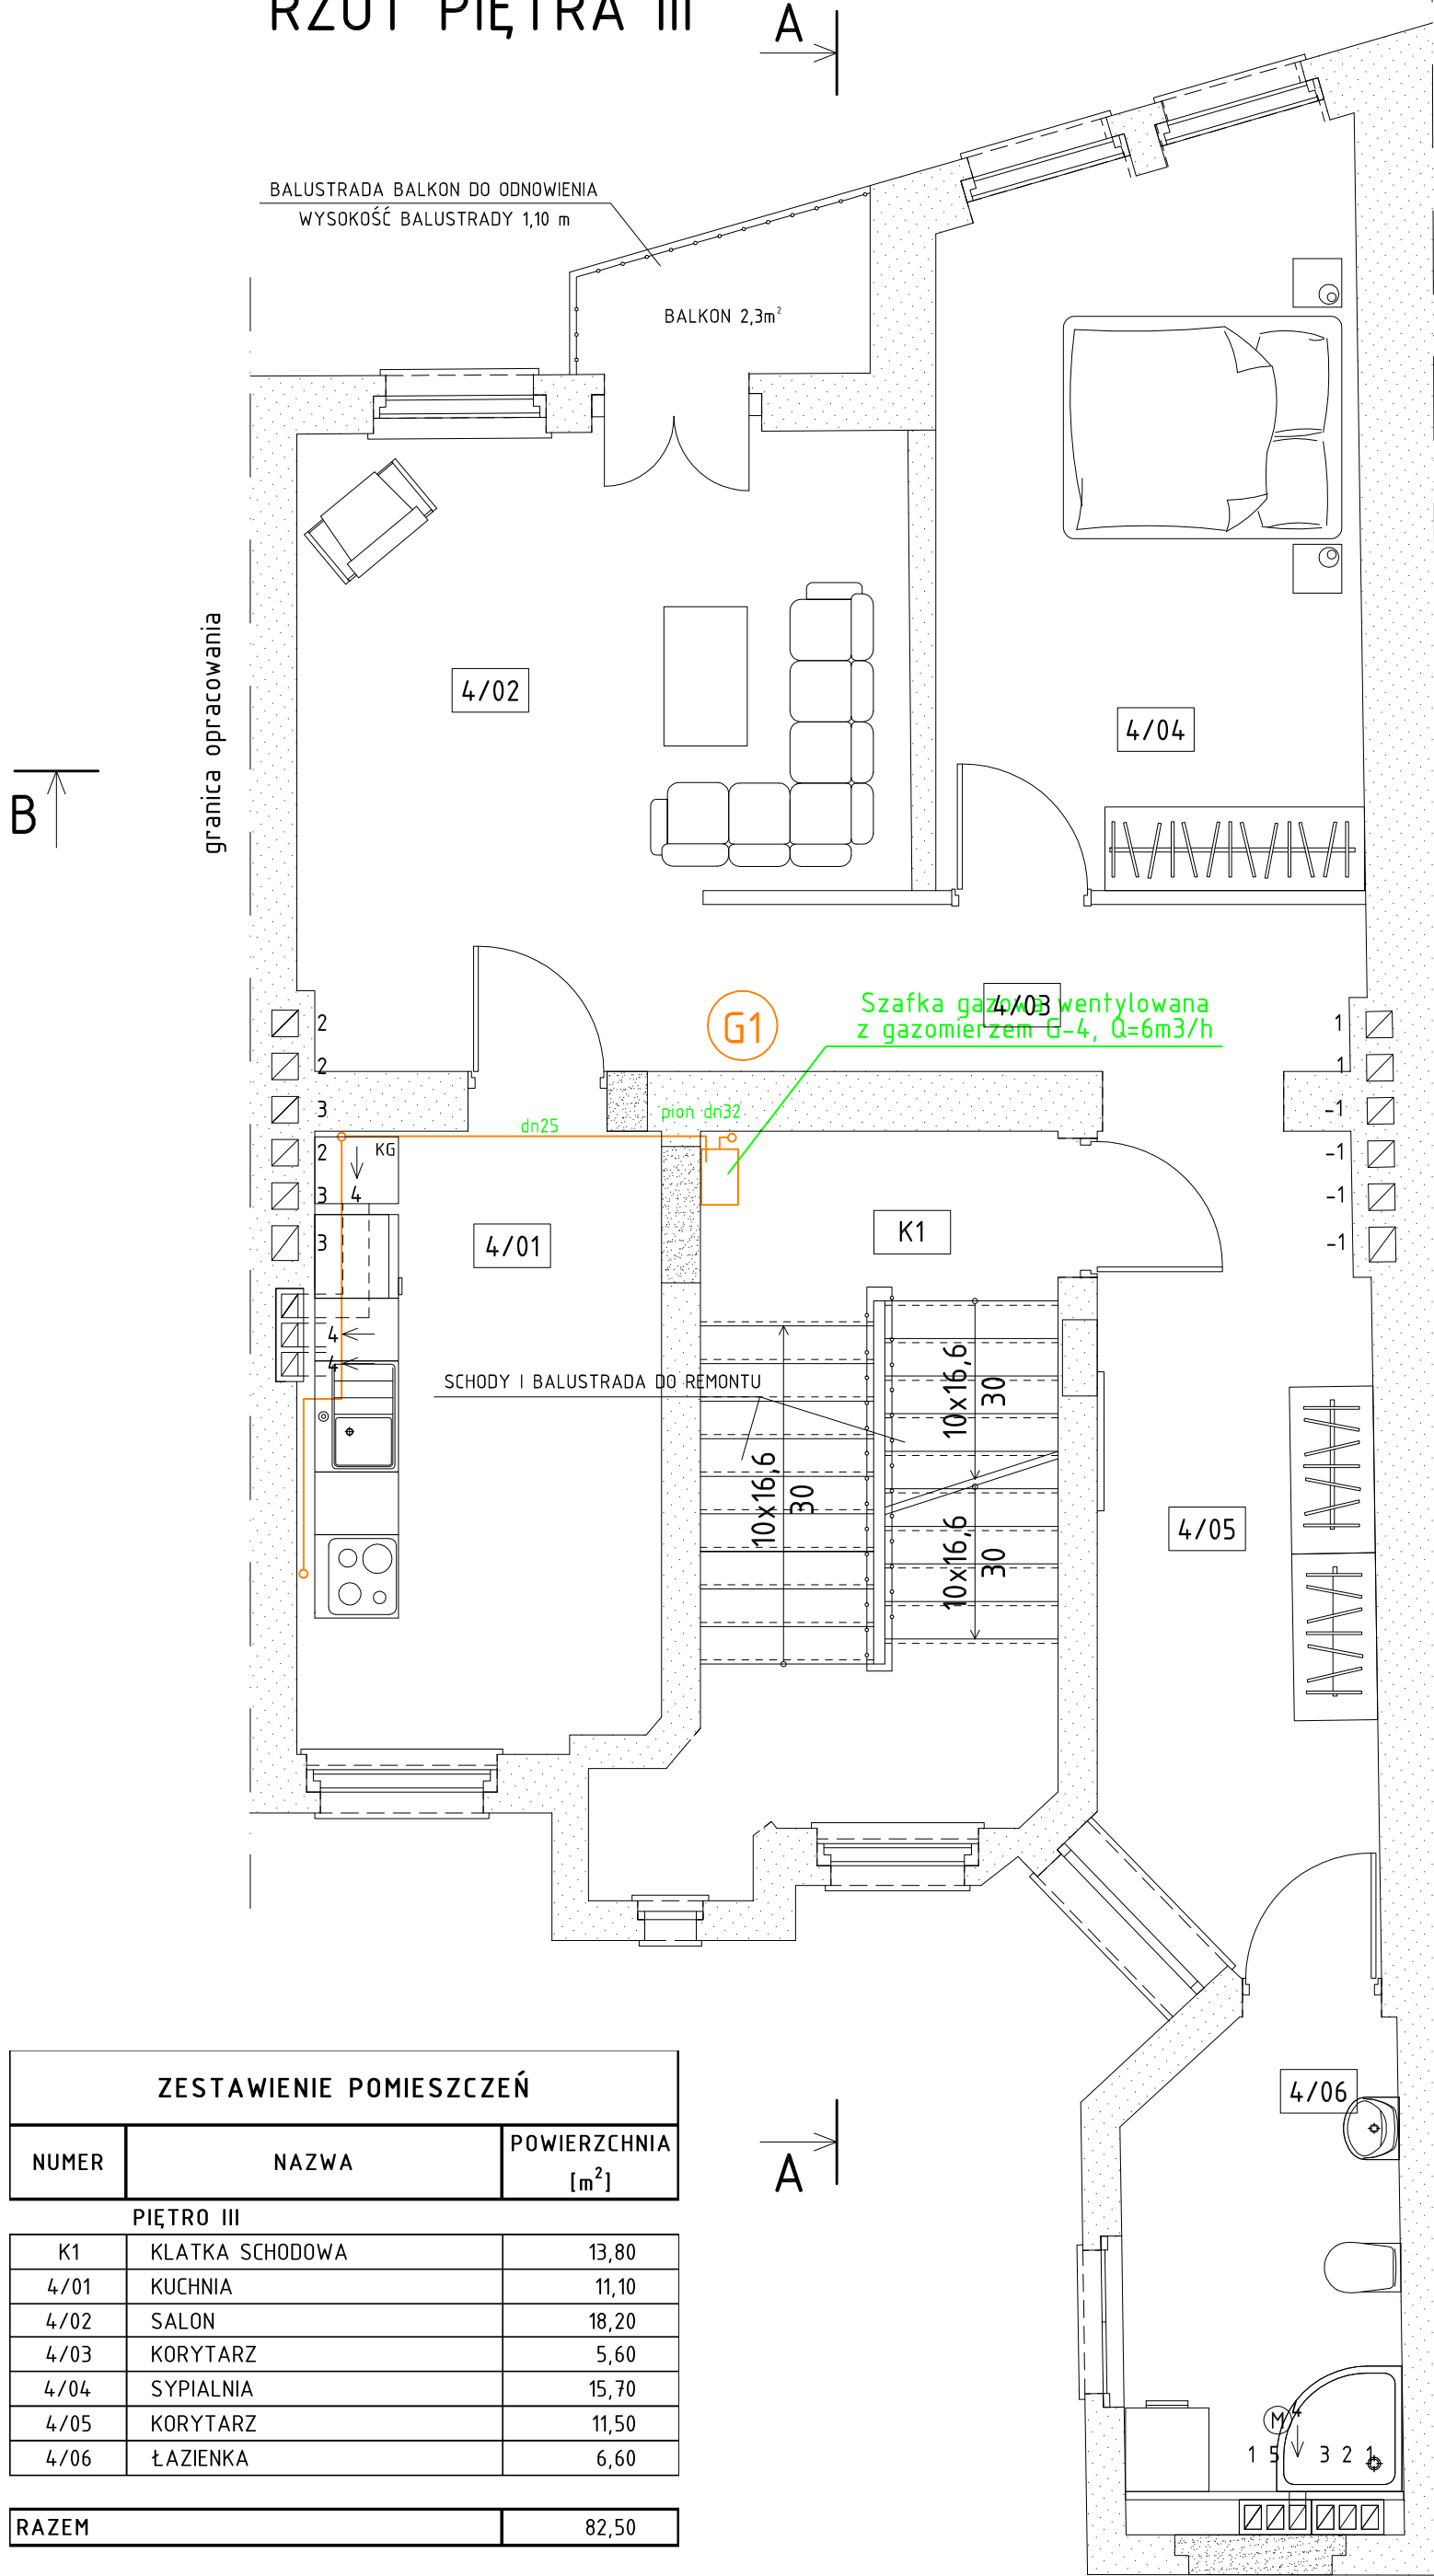 RZUT PIĘTRA III
A
BALUSTRADA BALKON DO ODNOWIENIA
WYSOKOŚĆ BALUSTRADY 1,10 m
BALKON 2,3m²
granica opracowania
B
4/02
4/04
G1
4/03
Szafka gazowa wentylowana
z gazomierzem G-4, Q=6m3/h
2
2
3
2
3
3
1
1
-1
-1
-1
-1
dn25
pion dn32
KG
4
4/01
K1
4
4
SCHODY I BALUSTRADA DO REMONTU
10x16,6
30
10x16,6
30
10x16,6
30
4/05
4/06
A
M
4
1 5 3 2 1
ZESTAWIENIE POMIESZCZEŃ
NUMER NAZWA POWIERZCHNIA [m²]
PIĘTRO III
K1 KLATKA SCHODOWA 13,80
4/01 KUCHNIA 11,10
4/02 SALON 18,20
4/03 KORYTARZ 5,60
4/04 SYPIALNIA 15,70
4/05 KORYTARZ 11,50
4/06 ŁAZIENKA 6,60
RAZEM 82,50